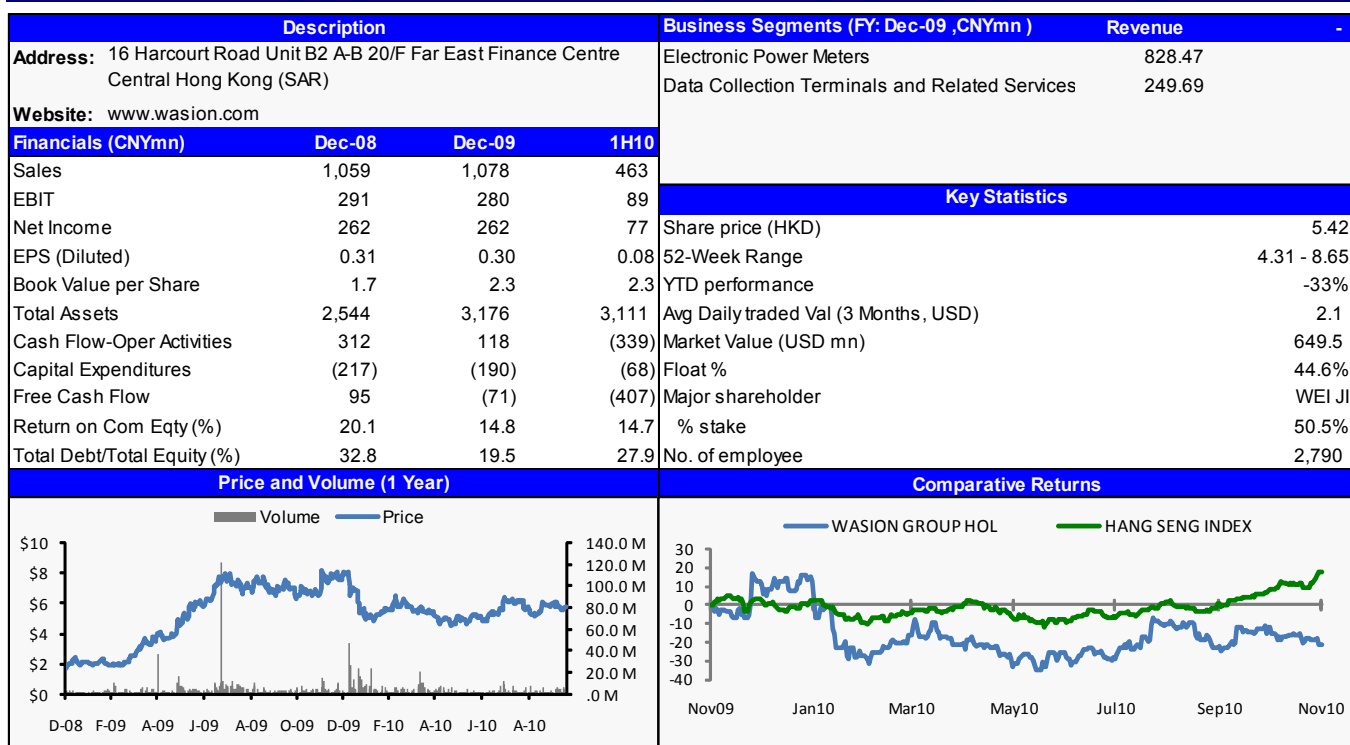 Description
Address: 16 Harcourt Road Unit B2 A-B 20/F Far East Finance Centre
Central Hong Kong (SAR)
Website: www.wasion.com
Financials (CNYmn) Dec-08 Dec-09 1H10
Sales 1,059 1,078 463
EBIT 291 280 89
Net Income 262 262 77
EPS (Diluted) 0.31 0.30 0.08
Book Value per Share 1.7 2.3 2.3
Total Assets 2,544 3,176 3,111
Cash Flow-Oper Activities 312 118 (339)
Capital Expenditures (217) (190) (68)
Free Cash Flow 95 (71) (407)
Return on Com Eqty (%) 20.1 14.8 14.7
Total Debt/Total Equity (%) 32.8 19.5 27.9
Business Segments (FY: Dec-09 ,CNYmn ) Revenue -
Electronic Power Meters 828.47
Data Collection Terminals and Related Services 249.69
Key Statistics
Share price (HKD) 5.42
52-Week Range 4.31 - 8.65
YTD performance -33%
Avg Daily traded Val (3 Months, USD) 2.1
Market Value (USD mn) 649.5
Float % 44.6%
Major shareholder WEI JI
% stake 50.5%
No. of employee 2,790
Price and Volume (1 Year)
Volume Price
$10 140.0 M
120.0 M
$8 100.0 M
$6 80.0 M
60.0 M
$4 40.0 M
$2 20.0 M
$0 .0 M
D-08 F-09 A-09 J-09 A-09 O-09 D-09 F-10 A-10 J-10 A-10
Comparative Returns
WASION GROUP HOL HANG SENG INDEX
30
20
10
0
-10
-20
-30
-40
Nov09 Jan10 Mar10 May10 Jul10 Sep10 Nov10